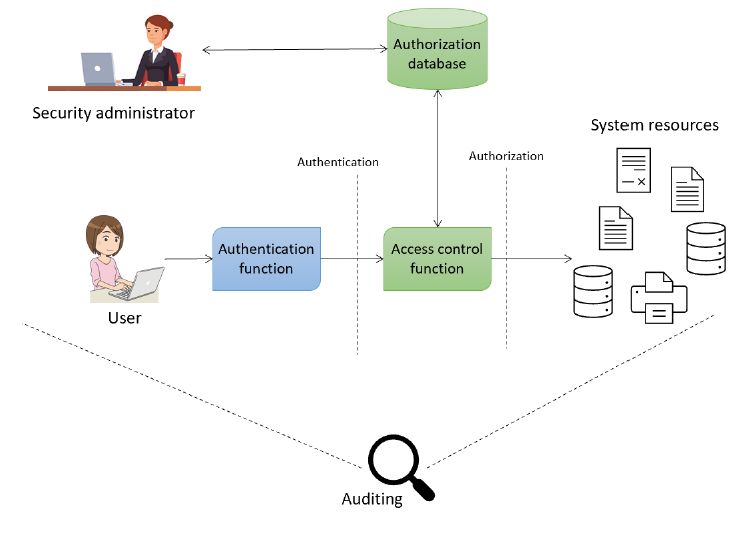 Authorization
database
Security administrator
System resources
Authentication
Authorization
Authentication
function
Access control
function
User
Auditing